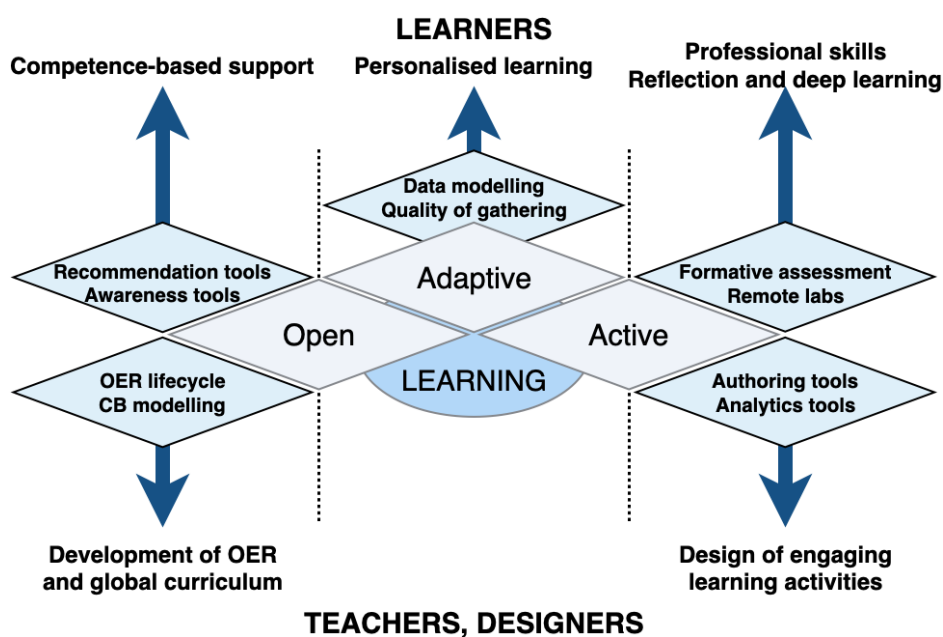 LEARNERS
Competence-based support
Personalised learning
Professional skills
Reflection and deep learning
Data modelling
Quality of gathering
Recommendation tools
Awareness tools
Adaptive
Formative assessment
Remote labs
Open
Active
LEARNING
OER lifecycle
CB modelling
Authoring tools
Analytics tools
Development of OER
and global curriculum
Design of engaging
learning activities
TEACHERS, DESIGNERS